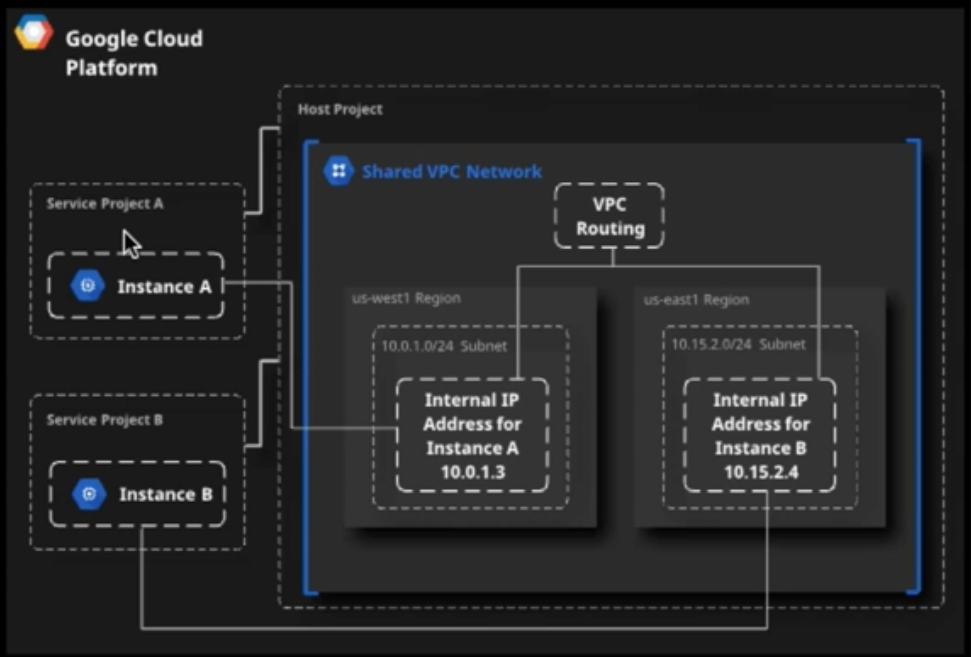 Google Cloud
Platform
Host Project
Shared VPC Network
VPC
Routing
Service Project A
Instance A
us-west1 Region
10.0.1.0/24 Subnet
Internal IP
Address for
Instance A
10.0.1.3
us-east1 Region
10.15.2.0/24 Subnet
Internal IP
Address for
Instance B
10.15.2.4
Service Project B
Instance B